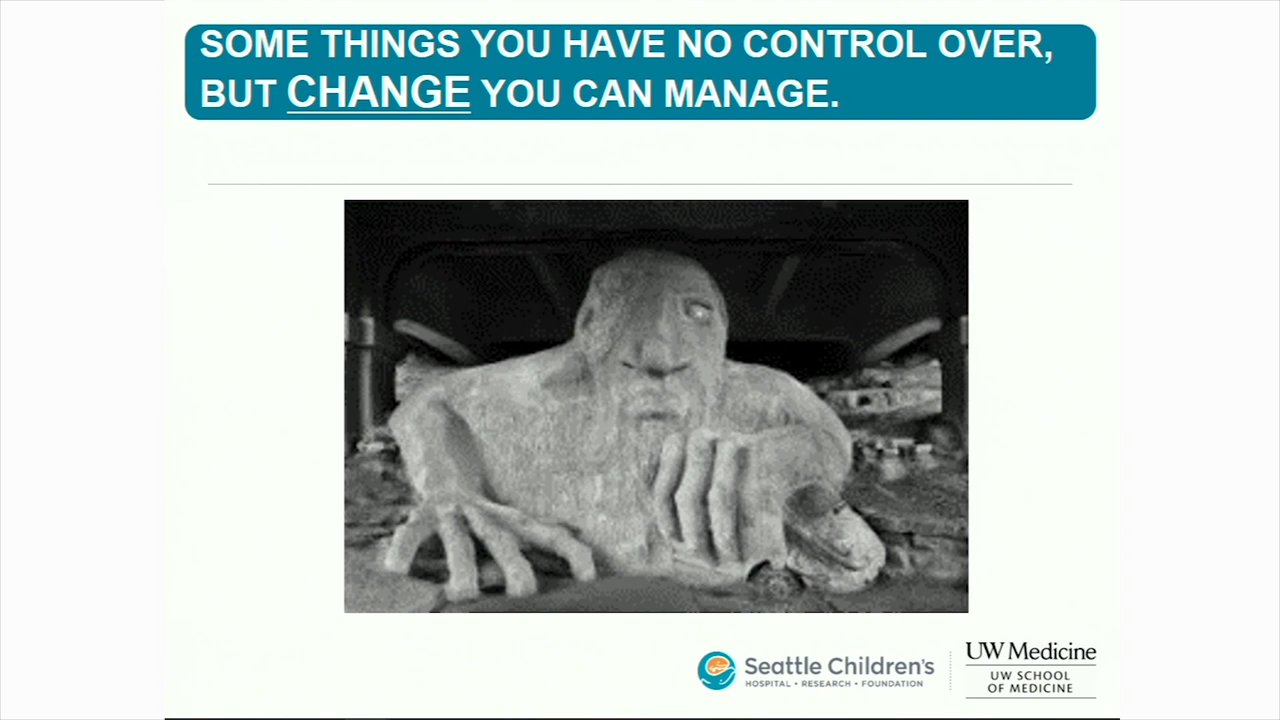 SOME THINGS YOU HAVE NO CONTROL OVER,
BUT CHANGE YOU CAN MANAGE.
Seattle Children's
HOSPITAL • RESEARCH • FOUNDATION
UW Medicine
UW SCHOOL
OF MEDICINE